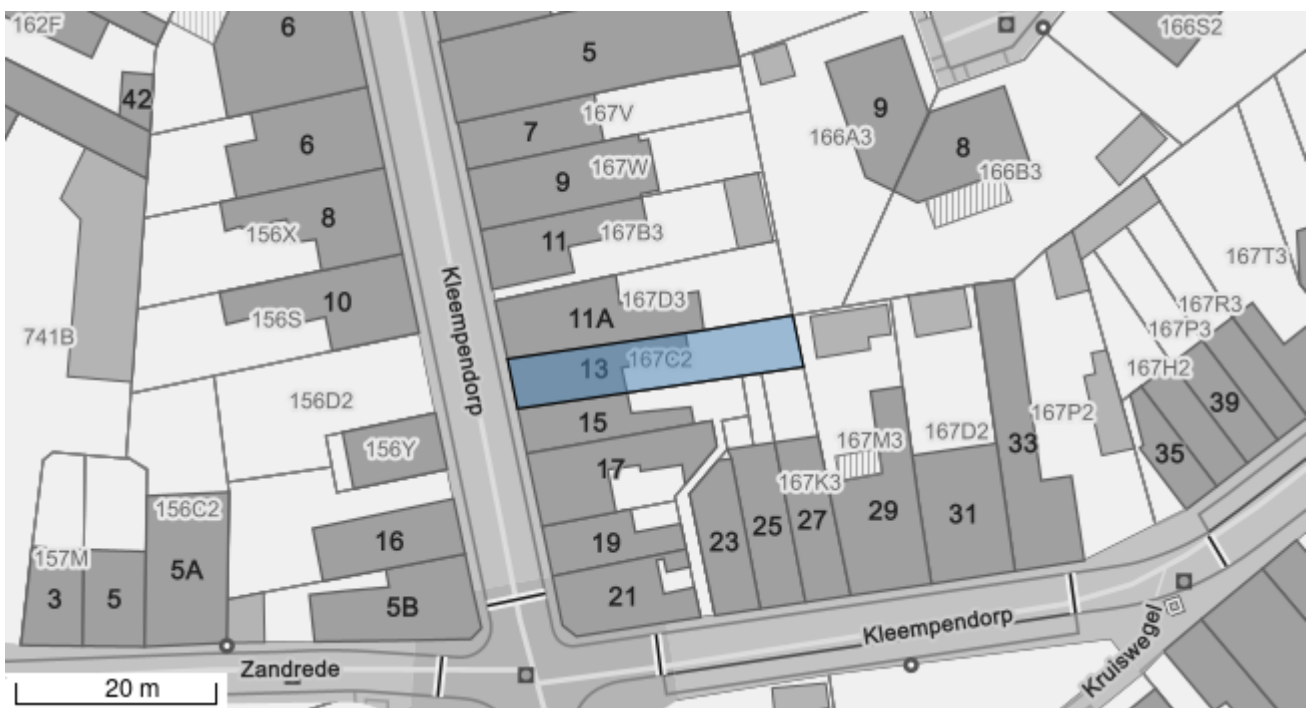 162F
6
5
166S2
42
7
167V
9
166A3
6
9
167W
8
166B3
8
156X
11
167B3
167T3
Kleempendorp
10
156S
11A
167D3
167R3
741B
167P3
13
167C2
167H2
156D2
15
167P2
39
156Y
17
167M3
167D2
33
35
156C2
167K3
16
19
23
25
27
29
31
157M
5A
3
5
5B
21
Kleempendorp
Kruiswegel
Zandrede
20 m